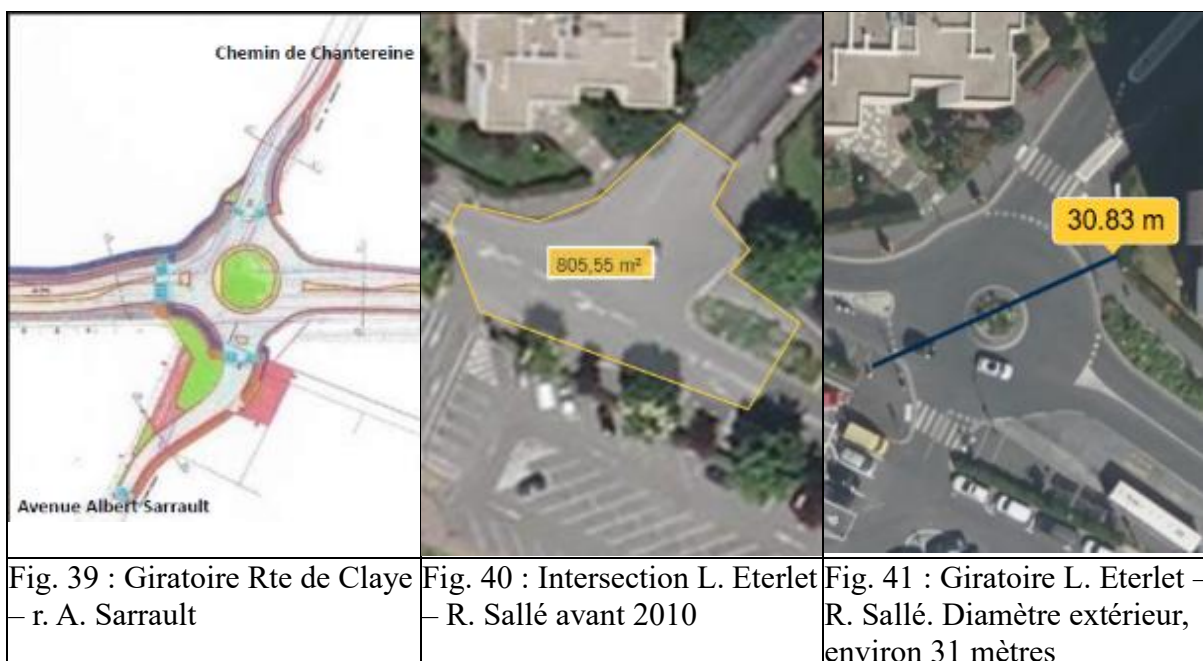 Chemin de Chantereine
Avenue Albert Sarrault
805,55 m²
30.83 m
Fig. 39 : Giratoire Rte de Claye
– r. A. Sarrault
Fig. 40 : Intersection L. Eterlet
– R. Sallé avant 2010
Fig. 41 : Giratoire L. Eterlet –
R. Sallé. Diamètre extérieur,
environ 31 mètres